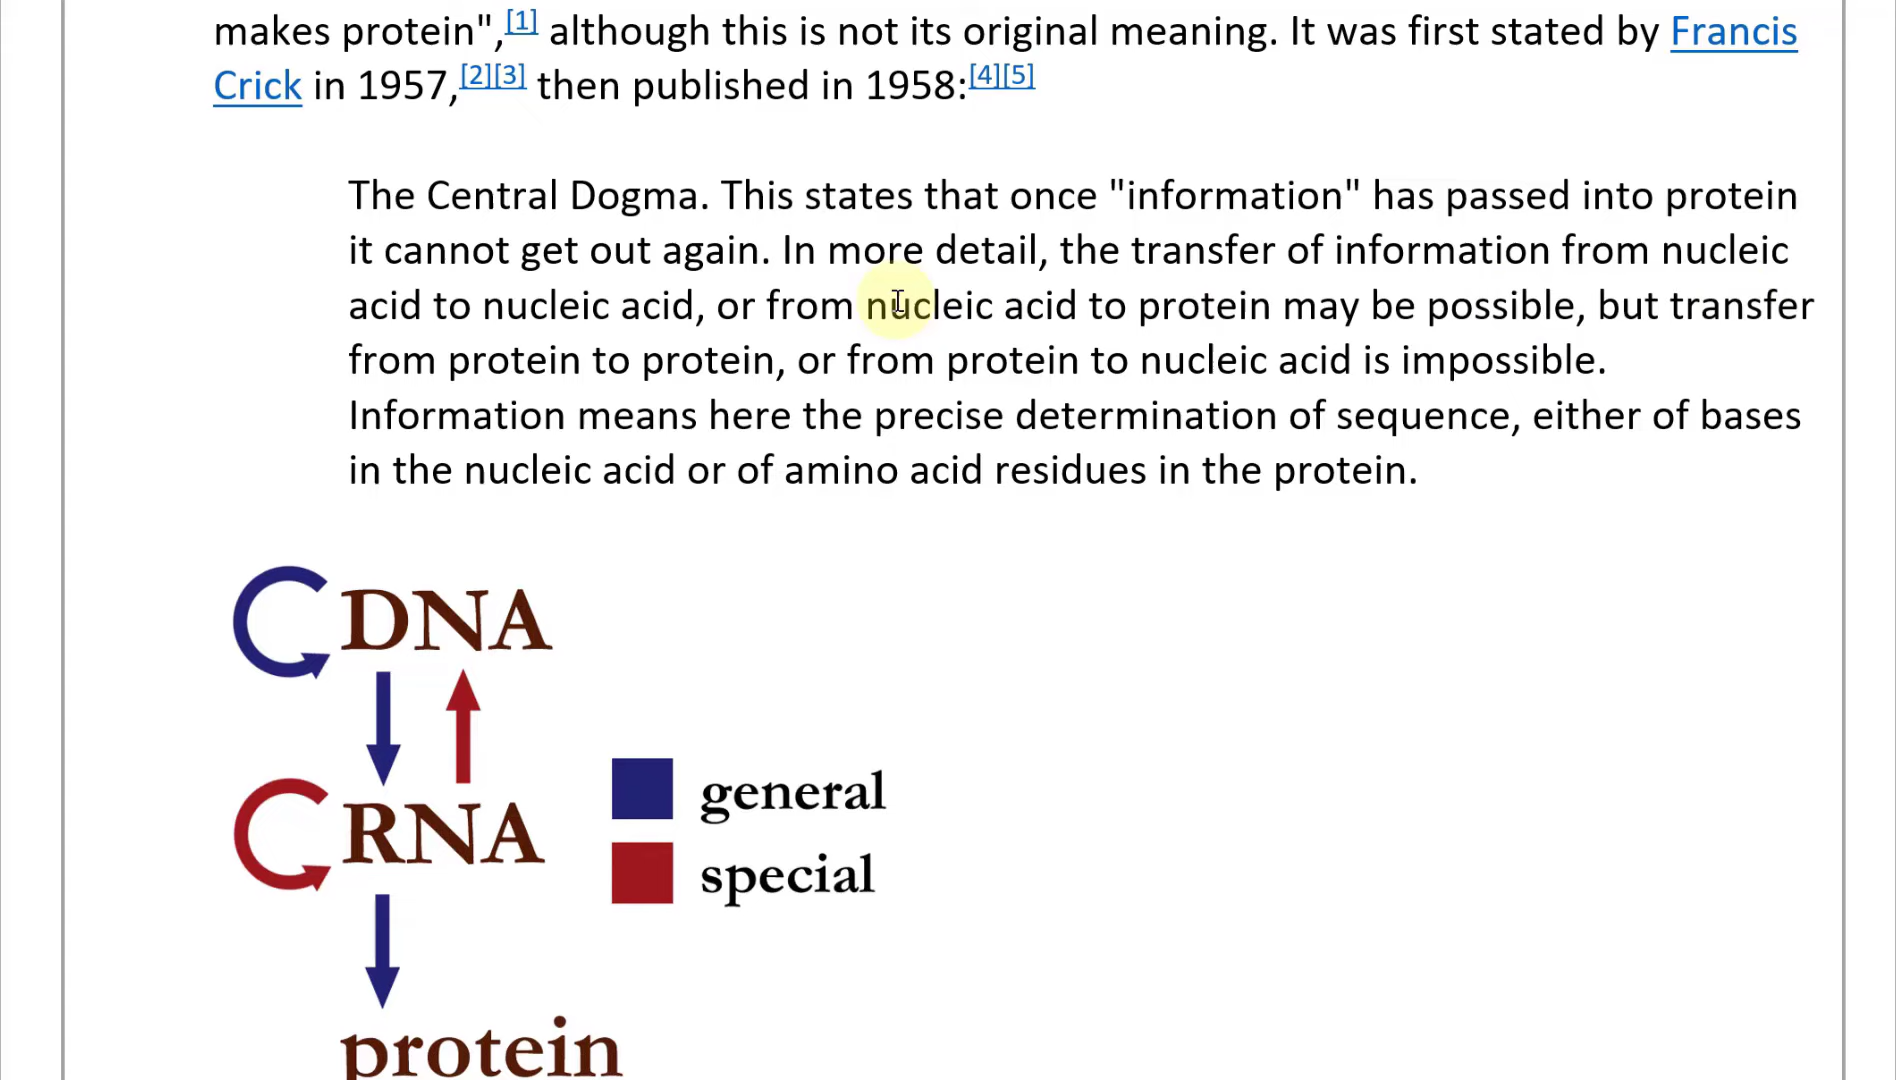 makes protein",[1] although this is not its original meaning. It was first stated by Francis
Crick in 1957,[2][3] then published in 1958:[4][5]
The Central Dogma. This states that once "information" has passed into protein
it cannot get out again. In more detail, the transfer of information from nucleic
acid to nucleic acid, or from nucleic acid to protein may be possible, but transfer
from protein to protein, or from protein to nucleic acid is impossible.
Information means here the precise determination of sequence, either of bases
in the nucleic acid or of amino acid residues in the protein.
DNA
RNA
general
special
protein